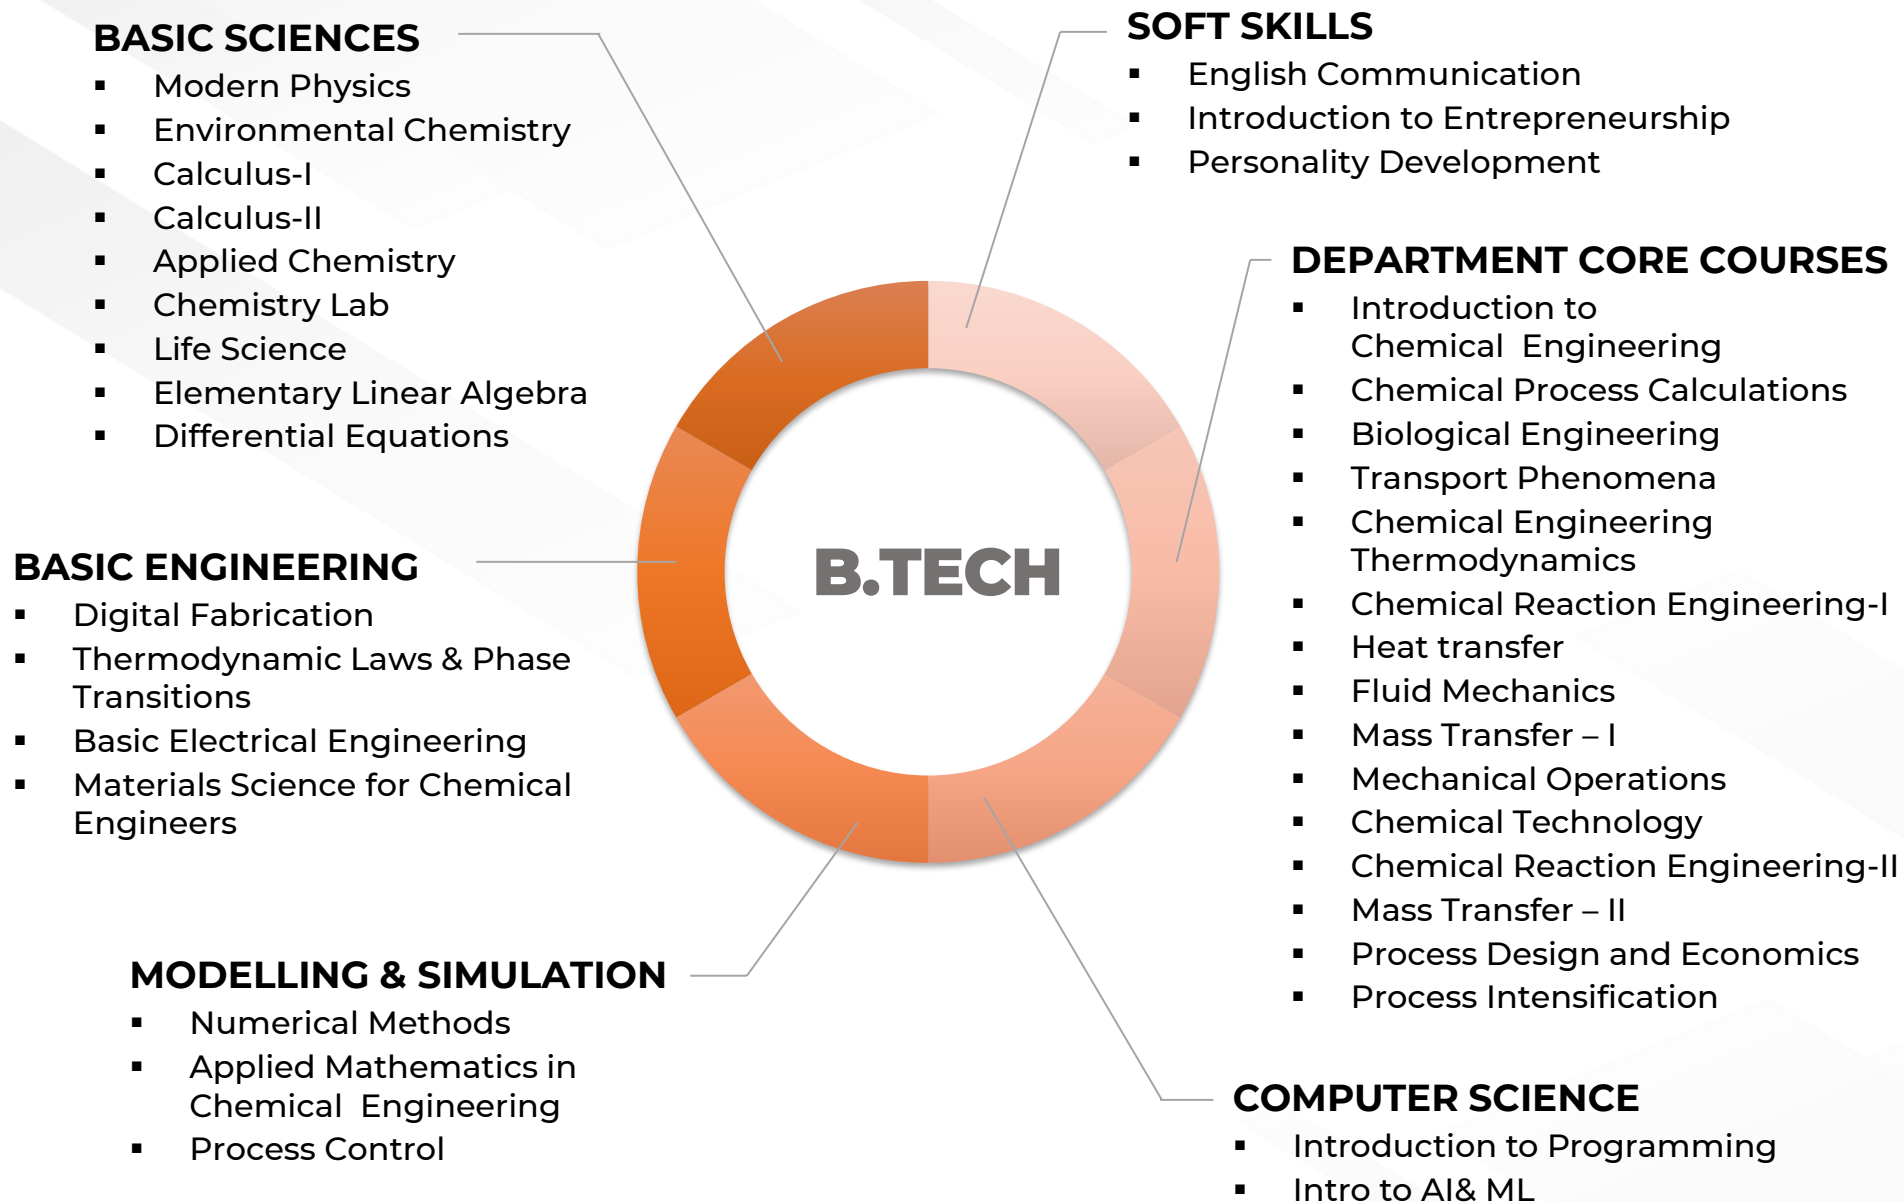 BASIC SCIENCES
▪ Modern Physics
▪ Environmental Chemistry
▪ Calculus-I
▪ Calculus-II
▪ Applied Chemistry
▪ Chemistry Lab
▪ Life Science
▪ Elementary Linear Algebra
▪ Differential Equations
BASIC ENGINEERING
▪ Digital Fabrication
▪ Thermodynamic Laws & Phase
Transitions
▪ Basic Electrical Engineering
▪ Materials Science for Chemical
Engineers
MODELLING & SIMULATION
▪ Numerical Methods
▪ Applied Mathematics in
Chemical  Engineering
▪ Process Control
B.TECH
SOFT SKILLS
▪ English Communication
▪ Introduction to Entrepreneurship
▪ Personality Development
DEPARTMENT CORE COURSES
▪ Introduction to
Chemical  Engineering
▪ Chemical Process Calculations
▪ Biological Engineering
▪ Transport Phenomena
▪ Chemical Engineering
Thermodynamics
▪ Chemical Reaction Engineering-I
▪ Heat transfer
▪ Fluid Mechanics
▪ Mass Transfer – I
▪ Mechanical Operations
▪ Chemical Technology
▪ Chemical Reaction Engineering-II
▪ Mass Transfer – II
▪ Process Design and Economics
▪ Process Intensification
COMPUTER SCIENCE
▪ Introduction to Programming
▪ Intro to AI& ML